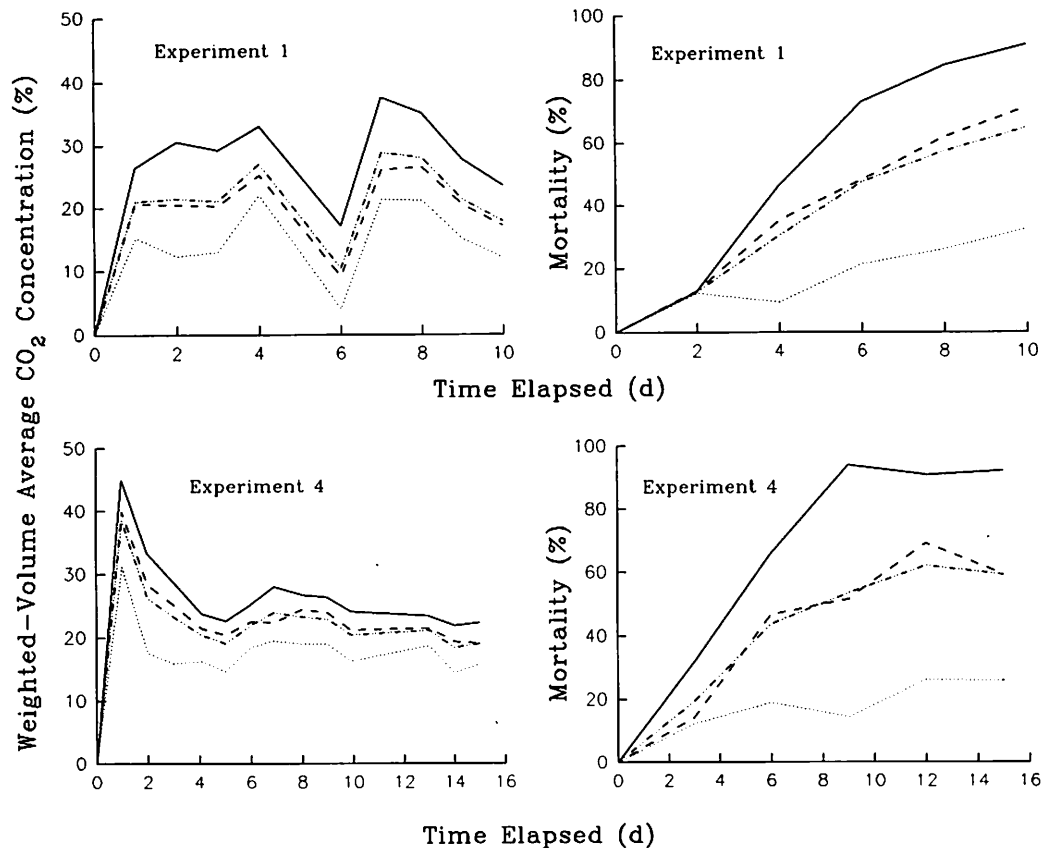 Weighted-Volume Average CO2 Concentration (%)
50
40
30
20
10
0
Experiment 1
0 2 4 6 8 10
Mortality (%)
100
80
60
40
20
0
Experiment 1
0 2 4 6 8 10
Time Elapsed (d)
50
40
30
20
10
0
Experiment 4
0 2 4 6 8 10 12 14 16
Mortality (%)
100
80
60
40
20
0
Experiment 4
0 2 4 6 8 10 12 14 16
Time Elapsed (d)